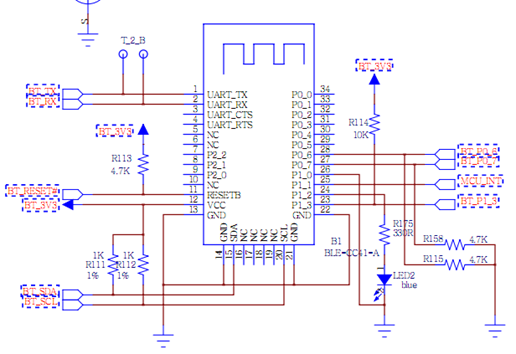 S
T_2_B
BT_TX
BT_RX
BT_3V3
R113
4.7K
BT_RESET#
BT_3V3
1K
R111
1%
1K
R112
1%
BT_SDA
BT_SCL
1 UART_TX
2 UART_RX
3 UART_CTS
4 UART_RTS
5 NC
6 NC
7 P2_2
8 P2_1
9 P2_0
10 NC
11 RESETB
12 VCC
13 GND
14 GND
15 SDA
16 NC
17 NC
18 NC
19 NC
20 SCL
21 GND
34 P0_0
33 P0_1
32 P0_2
31 P0_3
30 P0_4
29 P0_5
28 P0_6
27 P0_7
26 P1_0
25 P1_1
24 P1_2
23 P1_3
22 GND
B1
BLE-CC41-A
BT_3V3
R114
10K
BT_P0_6
BT_P0_7
MCU_INT
BT_P1_3
R175
330R
LED2
blue
R158 4.7K
R115 4.7K